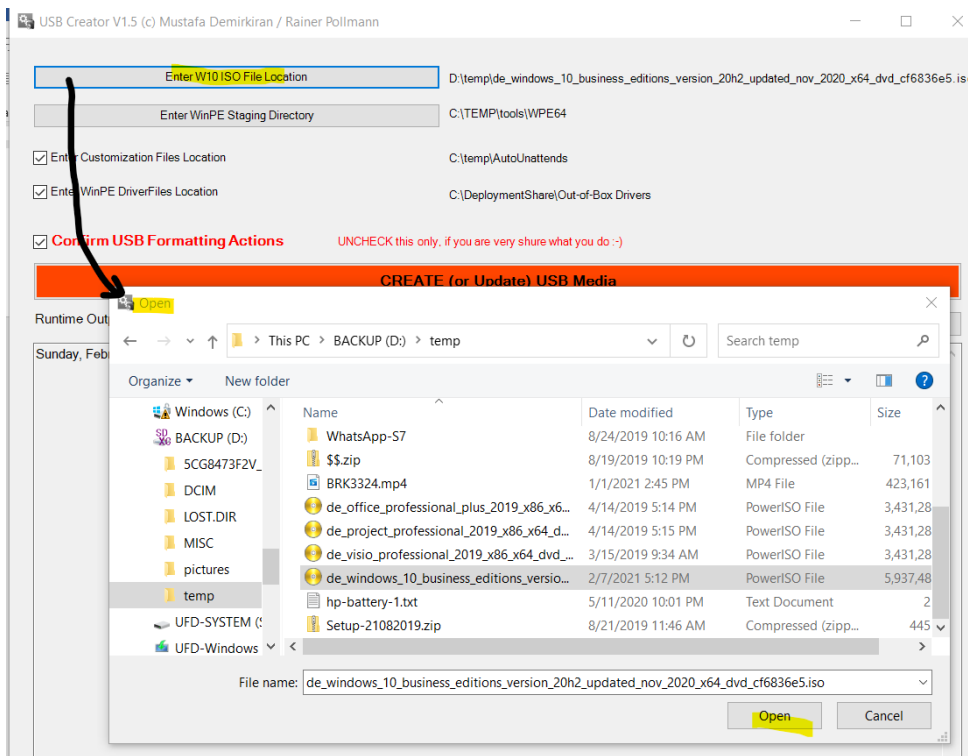 USB Creator V1.5 (c) Mustafa Demirkiran / Rainer Pollmann
Enter W10 ISO File Location
D:\temp\de_windows_10_business_editions_version_20h2_updated_nov_2020_x64_dvd_cf6836e5.iso
Enter WinPE Staging Directory
C:\TEMP\tools\WPE64
Enter Customization Files Location
C:\temp\AutoUnattends
Enter WinPE DriverFiles Location
C:\DeploymentShare\Out-of-Box Drivers
Confirm USB Formatting Actions
UNCHECK this only, if you are very shure what you do :-)
CREATE (or Update) USB Media
Runtime Out
Sunday, Feb
Open
This PC > BACKUP (D:) > temp
Search temp
Organize
New folder
Windows (C:)
BACKUP (D:)
5CG8473F2V_
DCIM
LOST.DIR
MISC
pictures
temp
UFD-SYSTEM (
UFD-Windows
Name Date modified Type Size
WhatsApp-S7 8/24/2019 10:16 AM File folder
$$.zip 8/19/2019 10:19 PM Compressed (zipp... 71,103
BRK3324.mp4 1/1/2021 2:45 PM MP4 File 423,161
de_office_professional_plus_2019_x86_x6... 4/14/2019 5:14 PM PowerISO File 3,431,28
de_project_professional_2019_x86_x64_d... 4/14/2019 5:15 PM PowerISO File 3,431,28
de_visio_professional_2019_x86_x64_dvd_... 3/15/2019 9:34 AM PowerISO File 3,431,28
de_windows_10_business_editions_versio... 2/7/2021 5:12 PM PowerISO File 5,937,48
hp-battery-1.txt 5/11/2020 10:01 PM Text Document 2
Setup-21082019.zip 8/21/2019 11:46 AM Compressed (zipp... 445
File name: de_windows_10_business_editions_version_20h2_updated_nov_2020_x64_dvd_cf6836e5.iso
Open
Cancel